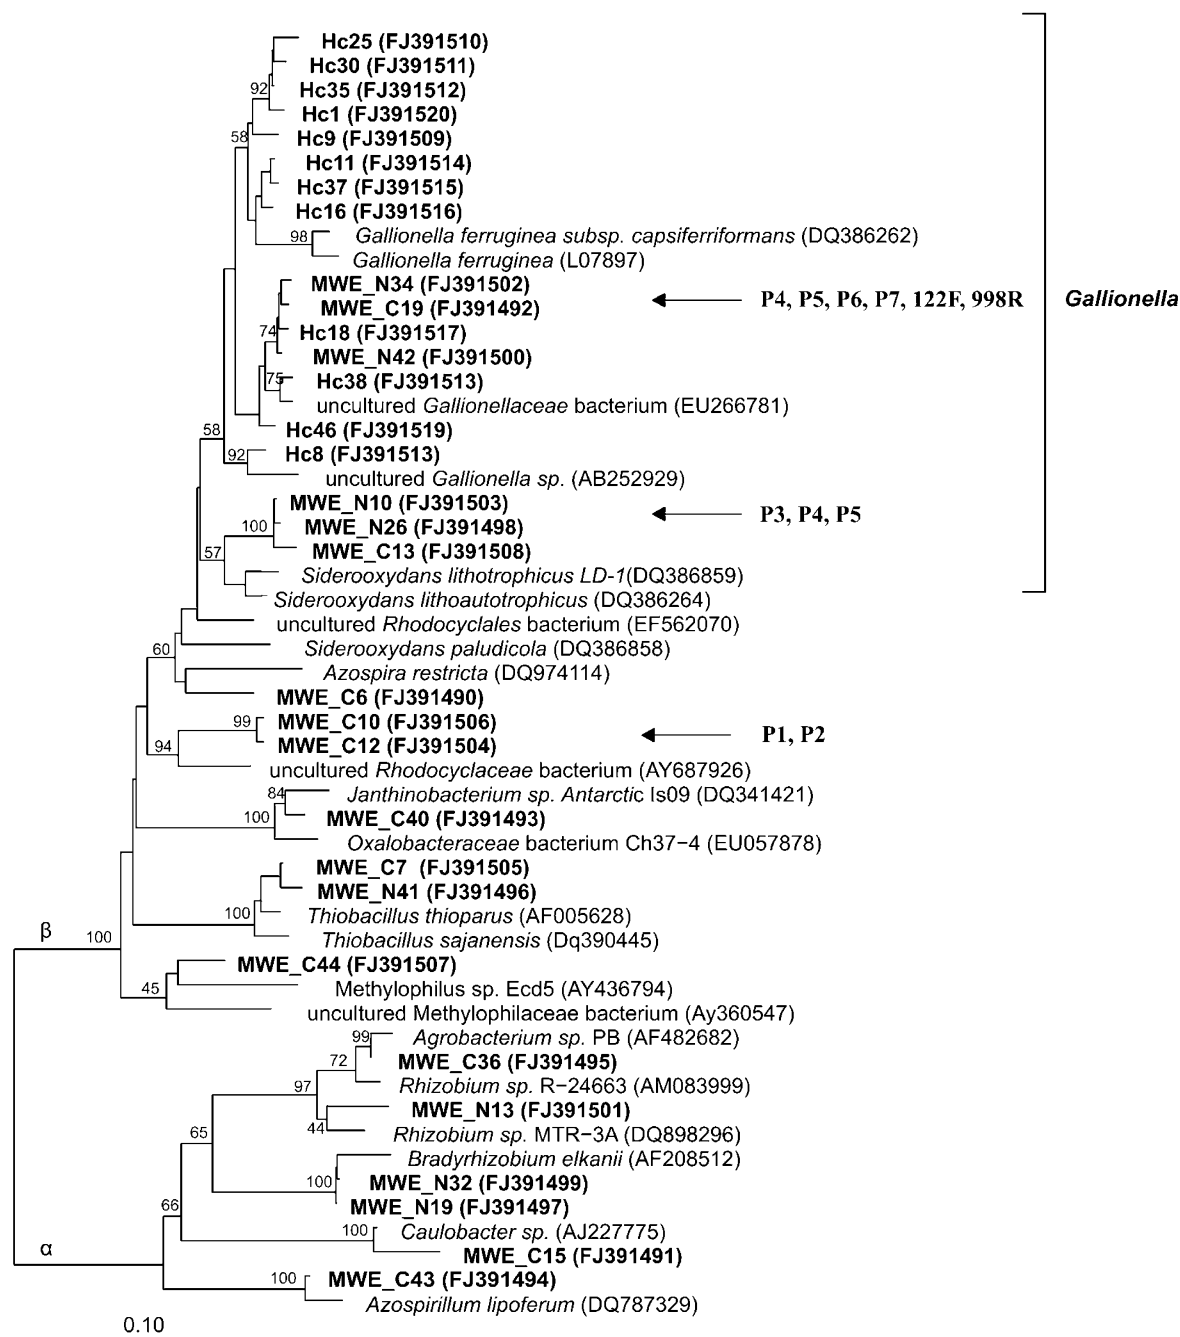 Hc25 (FJ391510)
Hc30 (FJ391511)
92
Hc35 (FJ391512)
Hc1 (FJ391520)
58
Hc9 (FJ391509)
Hc11 (FJ391514)
Hc37 (FJ391515)
Hc16 (FJ391516)
98
Gallionella ferruginea subsp. capsiferriformans (DQ386262)
Gallionella ferruginea (L07897)
MWE_N34 (FJ391502)
P4, P5, P6, P7, 122F, 998R
Gallionella
MWE_C19 (FJ391492)
74
Hc18 (FJ391517)
MWE_N42 (FJ391500)
75
Hc38 (FJ391513)
uncultured Gallionellaceae bacterium (EU266781)
58
Hc46 (FJ391519)
92
Hc8 (FJ391513)
uncultured Gallionella sp. (AB252929)
MWE_N10 (FJ391503)
P3, P4, P5
100
MWE_N26 (FJ391498)
57
MWE_C13 (FJ391508)
Siderooxydans lithotrophicus LD-1(DQ386859)
Siderooxydans lithoautotrophicus (DQ386264)
uncultured Rhodocyclales bacterium (EF562070)
60
Siderooxydans paludicola (DQ386858)
Azospira restricta (DQ974114)
MWE_C6 (FJ391490)
99
MWE_C10 (FJ391506)
P1, P2
94
MWE_C12 (FJ391504)
uncultured Rhodocyclaceae bacterium (AY687926)
84
Janthinobacterium sp. Antarctic Is09 (DQ341421)
100
MWE_C40 (FJ391493)
Oxalobacteraceae bacterium Ch37−4 (EU057878)
MWE_C7 (FJ391505)
MWE_N41 (FJ391496)
100
Thiobacillus thioparus (AF005628)
β
100
Thiobacillus sajanensis (Dq390445)
MWE_C44 (FJ391507)
45
Methylophilus sp. Ecd5 (AY436794)
uncultured Methylophilaceae bacterium (Ay360547)
99
Agrobacterium sp. PB (AF482682)
72
MWE_C36 (FJ391495)
97
Rhizobium sp. R−24663 (AM083999)
MWE_N13 (FJ391501)
65
44
Rhizobium sp. MTR−3A (DQ898296)
Bradyrhizobium elkanii (AF208512)
100
MWE_N32 (FJ391499)
66
MWE_N19 (FJ391497)
100
Caulobacter sp. (AJ227775)
α
MWE_C15 (FJ391491)
100
MWE_C43 (FJ391494)
Azospirillum lipoferum (DQ787329)
0.10